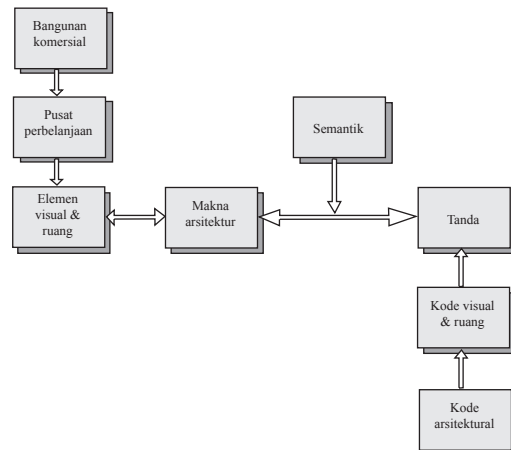 Bangunan
komersial
Pusat
perbelanjaan
Semantik
Elemen
visual &
ruang
Makna
arsitektur
Tanda
Kode visual
& ruang
Kode
arsitektural